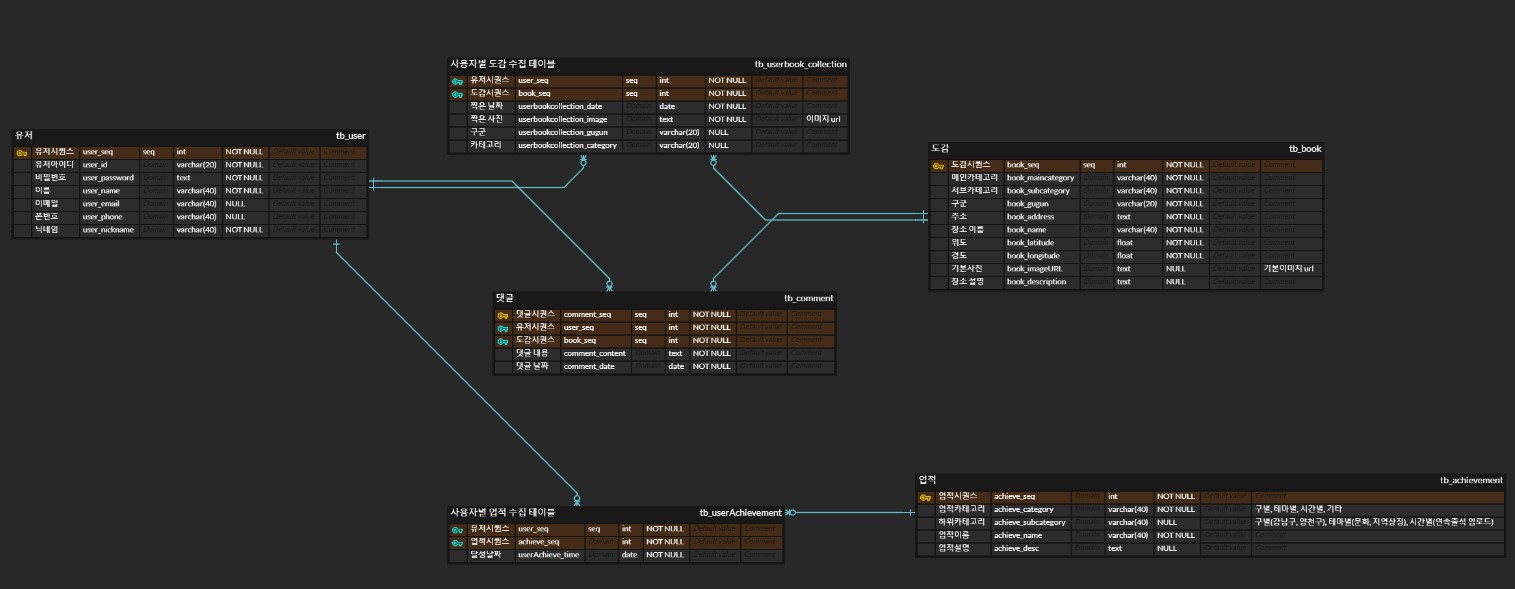 사용자별 도감 수집 테이블 tb_userbook_collection
유저시퀀스 user_seq seq int NOT NULL Default value Comment
도감시퀀스 book_seq seq int NOT NULL Default value Comment
찍은 날짜 userbookcollection_date Domain date NOT NULL Default value Comment
찍은 사진 userbookcollection_image Domain text NOT NULL Default value 이미지 url
구군 userbookcollection_gugun Domain varchar(20) NULL Default value Comment
카테고리 userbookcollection_category Domain varchar(20) NULL Default value Comment
유저 tb_user
유저시퀀스 user_seq seq int NOT NULL Default value Comment
유저아이디 user_id Domain varchar(20) NOT NULL Default value Comment
비밀번호 user_password Domain text NOT NULL Default value Comment
이름 user_name Domain varchar(40) NOT NULL Default value Comment
이메일 user_email Domain varchar(40) NULL Default value Comment
폰번호 user_phone Domain varchar(40) NULL Default value Comment
닉네임 user_nickname Domain varchar(40) NOT NULL Default value Comment
도감 tb_book
도감시퀀스 book_seq seq int NOT NULL Default value Comment
메인카테고리 book_maincategory Domain varchar(40) NOT NULL Default value Comment
서브카테고리 book_subcategory Domain varchar(40) NOT NULL Default value Comment
구군 book_gugun Domain varchar(20) NOT NULL Default value Comment
주소 book_address Domain text NOT NULL Default value Comment
장소 이름 book_name Domain varchar(40) NOT NULL Default value Comment
위도 book_latitude Domain float NOT NULL Default value Comment
경도 book_longitude Domain float NOT NULL Default value Comment
기본사진 book_imageURL Domain text NULL Default value 기본이미지 url
장소 설명 book_description Domain text NULL Default value Comment
댓글 tb_comment
댓글시퀀스 comment_seq seq int NOT NULL Default value Comment
유저시퀀스 user_seq seq int NOT NULL Default value Comment
도감시퀀스 book_seq seq int NOT NULL Default value Comment
댓글 내용 comment_content Domain text NOT NULL Default value Comment
댓글 날짜 comment_date Domain date NOT NULL Default value Comment
사용자별 업적 수집 테이블 tb_userAchievement
유저시퀀스 user_seq seq int NOT NULL Default value Comment
업적시퀀스 achieve_seq Domain int NOT NULL Default value Comment
달성날짜 userAchieve_time Domain date NOT NULL Default value Comment
업적 tb_achievement
업적시퀀스 achieve_seq Domain int NOT NULL Default value Comment
업적카테고리 achieve_category Domain varchar(40) NOT NULL Default value 구별, 테마별, 시간별, 기타
하위카테고리 achieve_subcategory Domain varchar(40) NULL Default value 구별(강남구, 양천구), 테마별(문화, 지역상징), 시간별(연속출석 업로드)
업적이름 achieve_name Domain varchar(40) NOT NULL Default value Comment
업적설명 achieve_desc Domain text NULL Default value Comment